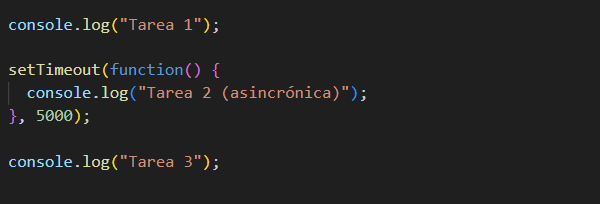 console.log("Tarea 1");
setTimeout(function() {
console.log("Tarea 2 (asincrónica)");
}, 5000);
console.log("Tarea 3");